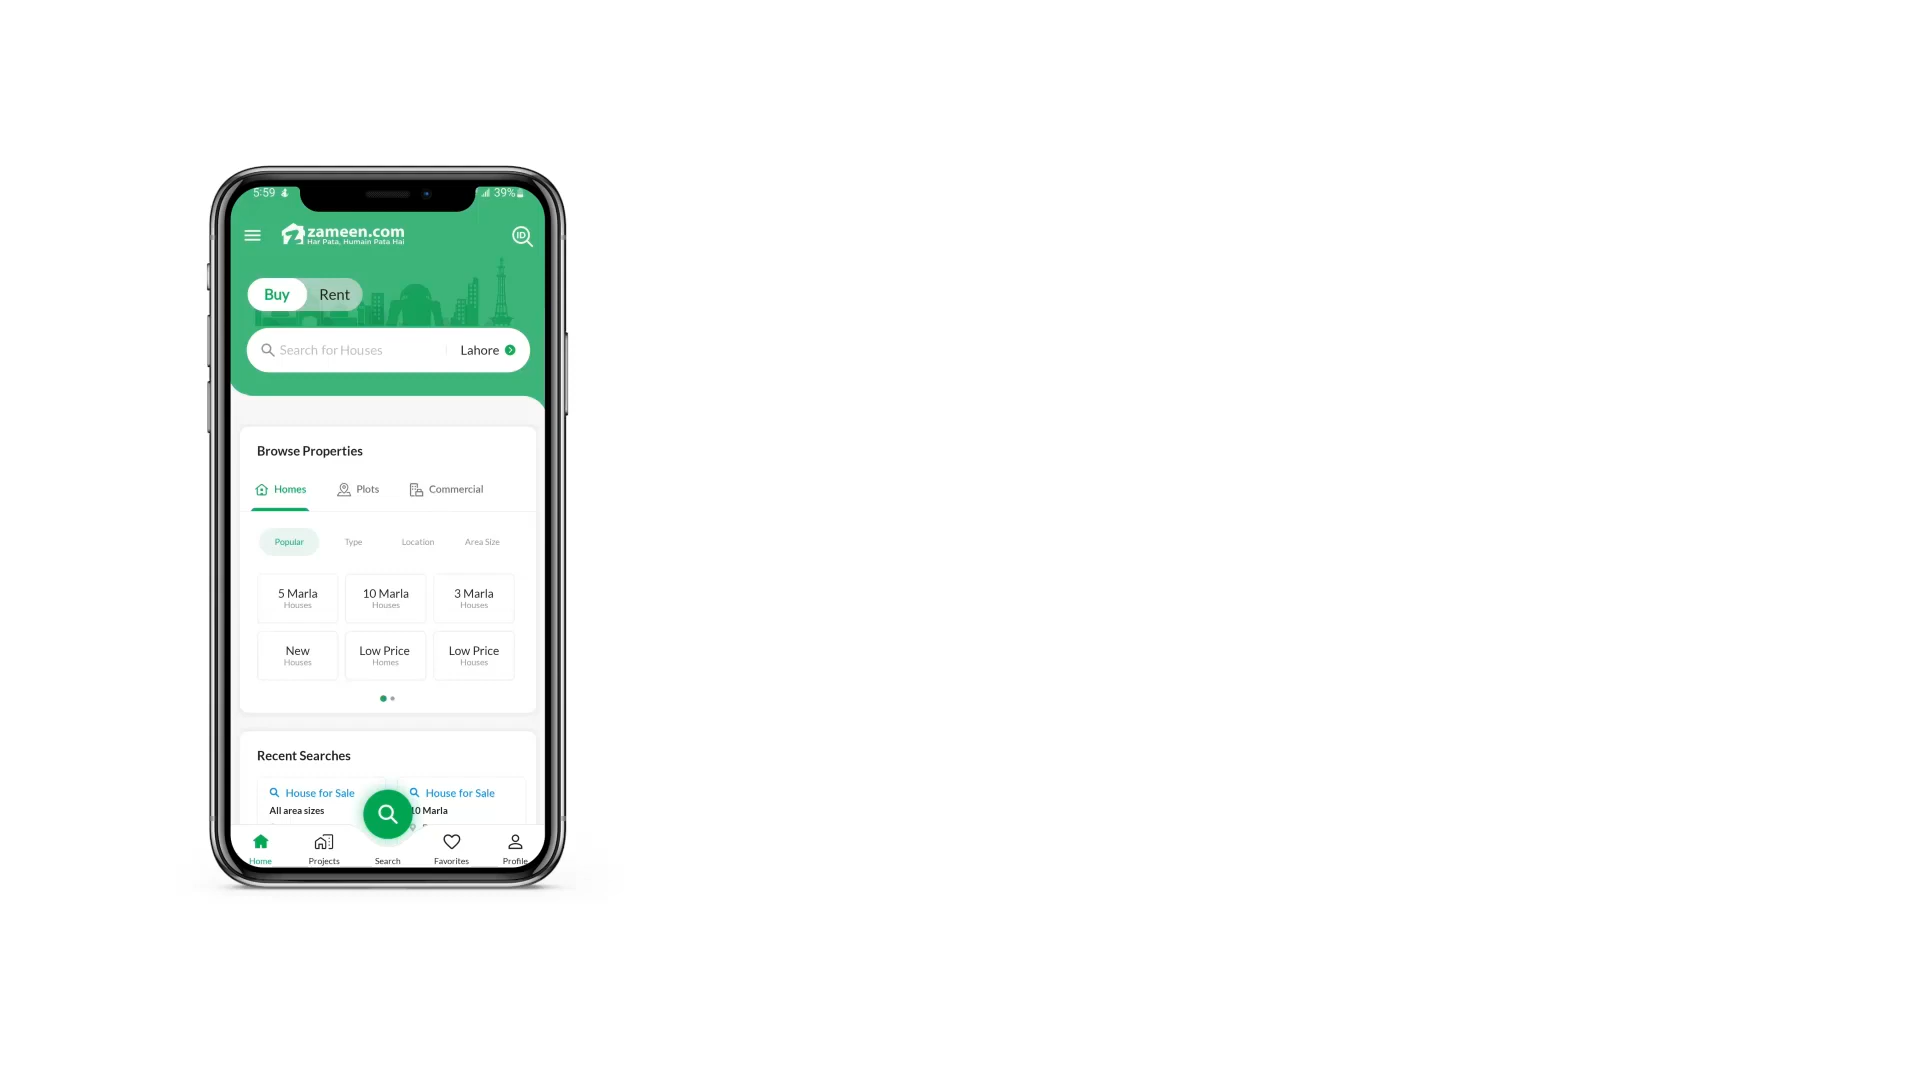 5:59
39%
zameen.com
Har Pata, Humain Pata Hai
ID
Buy Rent
Search for Houses
Lahore
Browse Properties
Homes Plots Commercial
Popular Type Location Area Size
5 Marla 10 Marla 3 Marla
Houses Houses Houses
New Low Price Low Price
Houses Homes Houses
Recent Searches
House for Sale House for Sale
All area sizes 10 Marla
Home Projects Search Favorites Profile